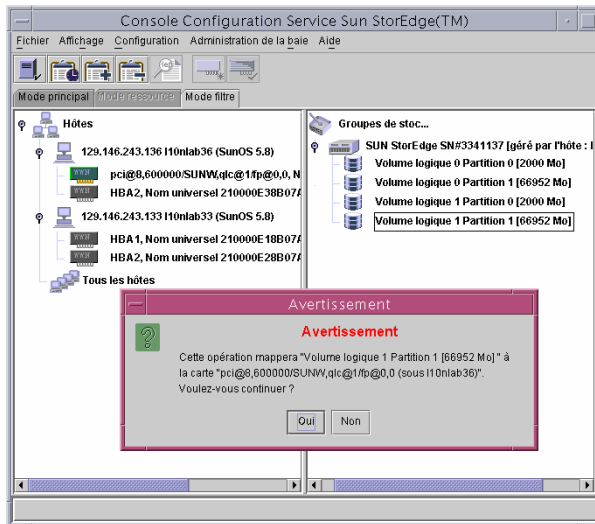 Console Configuration Service Sun StorEdge(TM)
Fichier Affichage Configuration Administration de la baie Aide
Mode principal Mode ressource Mode filtre
Hôtes
129.146.243.136 l10nlab36 (SunOS 5.8)
pci@8,600000/SUNW,qlc@1/fp@0,0, N
HBA2, Nom universel 210000E38B07
129.146.243.133 l10nlab33 (SunOS 5.8)
HBA1, Nom universel 210000E18B07
HBA2, Nom universel 210000E28B07
Tous les hôtes
Groupes de stoc...
SUN StorEdge SN#3341137 [géré par l'hôte : l
Volume logique 0 Partition 0 [2000 Mo]
Volume logique 0 Partition 1 [66952 Mo]
Volume logique 1 Partition 0 [2000 Mo]
Volume logique 1 Partition 1 [66952 Mo]
Avertissement
Avertissement
Cette opération mappera "Volume logique 1 Partition 1 [66952 Mo] " à
la carte "pci@8,600000/SUNW,qlc@1/fp@0,0 (sous l10nlab36)".
Voulez-vous continuer ?
Oui Non